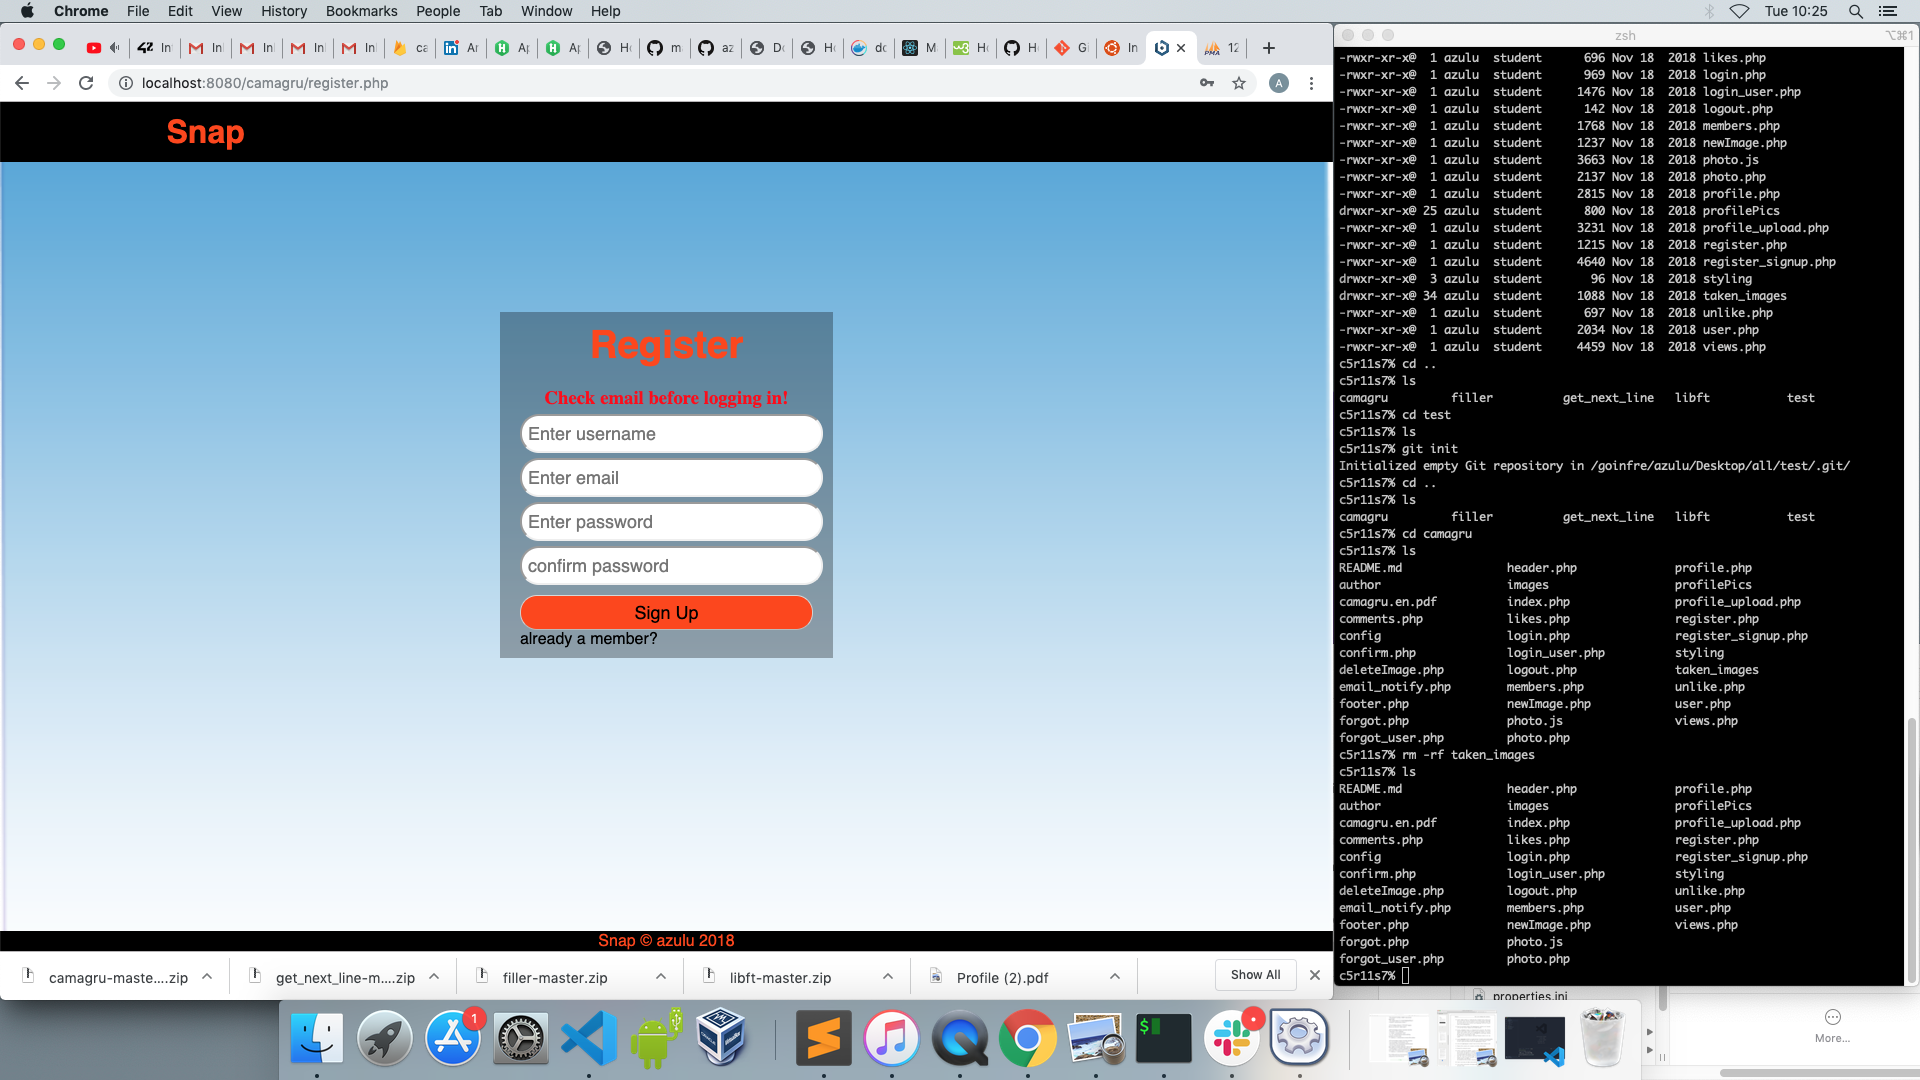 Chrome File Edit View History Bookmarks People Tab Window Help Tue 10:25
localhost:8080/camagru/register.php A
Snap
Register
Check email before logging in!
Enter username
Enter email
Enter password
confirm password
Sign Up
already a member?
Snap © azulu 2018
camagru-maste....zip get_next_line-m....zip filler-master.zip libft-master.zip Profile (2).pdf Show All
zsh ⌥⌘1
-rwxr-xr-x@ 1 azulu student 696 Nov 18 2018 likes.php
-rwxr-xr-x@ 1 azulu student 969 Nov 18 2018 login.php
-rwxr-xr-x@ 1 azulu student 1476 Nov 18 2018 login_user.php
-rwxr-xr-x@ 1 azulu student 142 Nov 18 2018 logout.php
-rwxr-xr-x@ 1 azulu student 1768 Nov 18 2018 members.php
-rwxr-xr-x@ 1 azulu student 1237 Nov 18 2018 newImage.php
-rwxr-xr-x@ 1 azulu student 3663 Nov 18 2018 photo.js
-rwxr-xr-x@ 1 azulu student 2137 Nov 18 2018 photo.php
-rwxr-xr-x@ 1 azulu student 2815 Nov 18 2018 profile.php
drwxr-xr-x@ 25 azulu student 800 Nov 18 2018 profilePics
-rwxr-xr-x@ 1 azulu student 3231 Nov 18 2018 profile_upload.php
-rwxr-xr-x@ 1 azulu student 1215 Nov 18 2018 register.php
-rwxr-xr-x@ 1 azulu student 4640 Nov 18 2018 register_signup.php
drwxr-xr-x@ 3 azulu student 96 Nov 18 2018 styling
drwxr-xr-x@ 34 azulu student 1088 Nov 18 2018 taken_images
-rwxr-xr-x@ 1 azulu student 697 Nov 18 2018 unlike.php
-rwxr-xr-x@ 1 azulu student 2034 Nov 18 2018 user.php
-rwxr-xr-x@ 1 azulu student 4459 Nov 18 2018 views.php
c5r11s7% cd ..
c5r11s7% ls
camagru filler get_next_line libft test
c5r11s7% cd test
c5r11s7% ls
c5r11s7% git init
Initialized empty Git repository in /goinfre/azulu/Desktop/all/test/.git/
c5r11s7% cd ..
c5r11s7% ls
camagru filler get_next_line libft test
c5r11s7% cd camagru
c5r11s7% ls
README.md header.php profile.php
author images profilePics
camagru.en.pdf index.php profile_upload.php
comments.php likes.php register.php
config login.php register_signup.php
confirm.php login_user.php styling
deleteImage.php logout.php taken_images
email_notify.php members.php unlike.php
footer.php newImage.php user.php
forgot.php photo.js views.php
forgot_user.php photo.php
c5r11s7% rm -rf taken_images
c5r11s7% ls
README.md header.php profile.php
author images profilePics
camagru.en.pdf index.php profile_upload.php
comments.php likes.php register.php
config login.php register_signup.php
confirm.php login_user.php styling
deleteImage.php logout.php unlike.php
email_notify.php members.php user.php
footer.php newImage.php views.php
forgot.php photo.js
forgot_user.php photo.php
c5r11s7%
properties.ini
More...
1